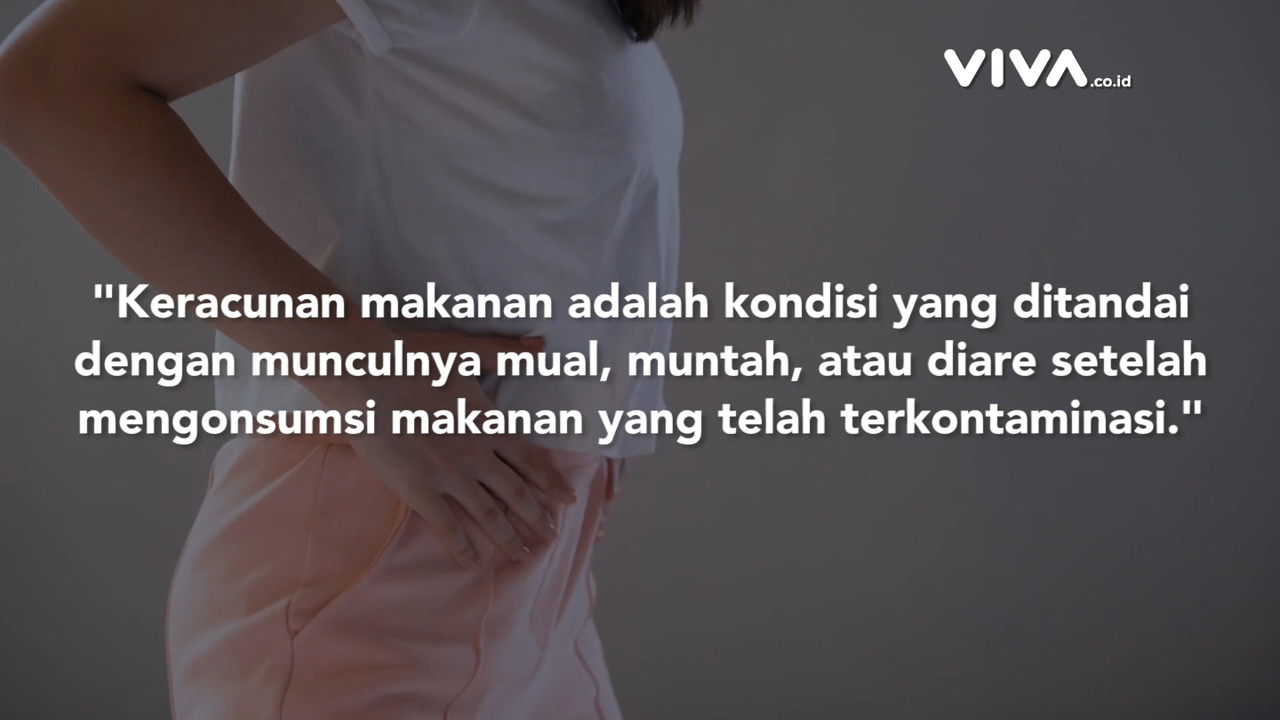 VIVA.co.id
"Keracunan makanan adalah kondisi yang ditandai
dengan munculnya mual, muntah, atau diare setelah
mengonsumsi makanan yang telah terkontaminasi."